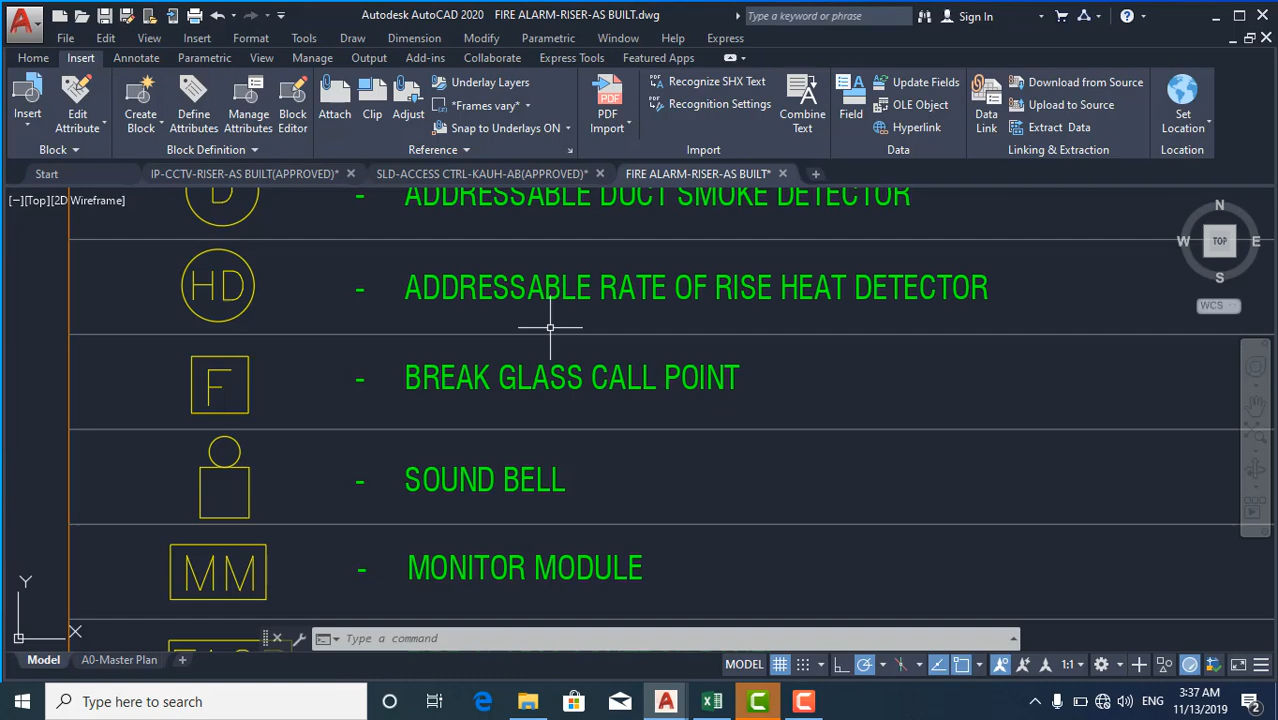 Autodesk AutoCAD 2020 FIRE ALARM-RISER-AS BUILT.dwg
Type a keyword or phrase
Sign In
File Edit View Insert Format Tools Draw Dimension Modify Parametric Window Help Express
Home Insert Annotate Parametric View Manage Output Add-ins Collaborate Express Tools Featured Apps
Insert
Edit Attribute
Create Block
Define Attributes
Manage Attributes
Block Editor
Attach
Clip
Adjust
Underlay Layers
*Frames vary*
Snap to Underlays ON
PDF
PDF Import
Recognize SHX Text
Recognition Settings
Combine Text
Field
Update Fields
OLE Object
Hyperlink
Data Link
Download from Source
Upload to Source
Extract Data
Set Location
Block
Block Definition
Reference
Import
Data
Linking & Extraction
Location
Start
IP-CCTV-RISER-AS BUILT(APPROVED)*
SLD-ACCESS CTRL-KAUH-AB(APPROVED)*
FIRE ALARM-RISER-AS BUILT*
[−][Top][2D Wireframe]
D - ADDRESSABLE DUCT SMOKE DETECTOR
HD - ADDRESSABLE RATE OF RISE HEAT DETECTOR
F - BREAK GLASS CALL POINT
- SOUND BELL
MM - MONITOR MODULE
N
W TOP E
S
WCS
Y
X
Type a command
Model A0-Master Plan
MODEL
1:1
Type here to search
ENG
3:37 AM
11/13/2019
2